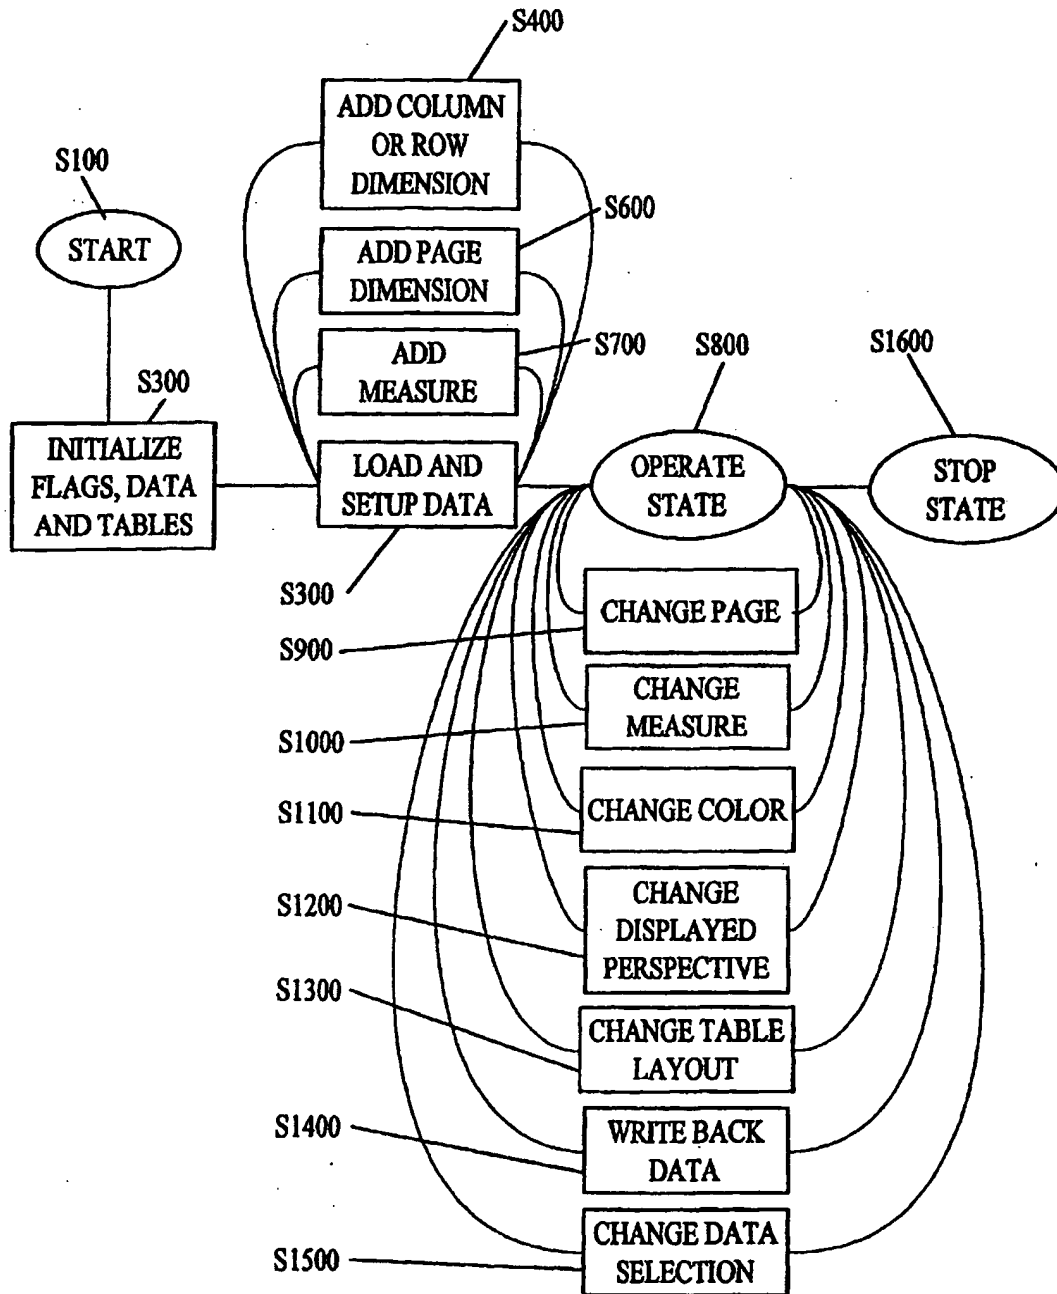 S400
ADD COLUMN
OR ROW
DIMENSION
S100
START
S600
ADD PAGE
DIMENSION
S700
ADD
MEASURE
S800
S1600
S300
INITIALIZE
FLAGS, DATA
AND TABLES
LOAD AND
SETUP DATA
OPERATE
STATE
STOP
STATE
S300
S900
CHANGE PAGE
S1000
CHANGE
MEASURE
S1100
CHANGE COLOR
S1200
CHANGE
DISPLAYED
PERSPECTIVE
S1300
CHANGE TABLE
LAYOUT
S1400
WRITE BACK
DATA
S1500
CHANGE DATA
SELECTION